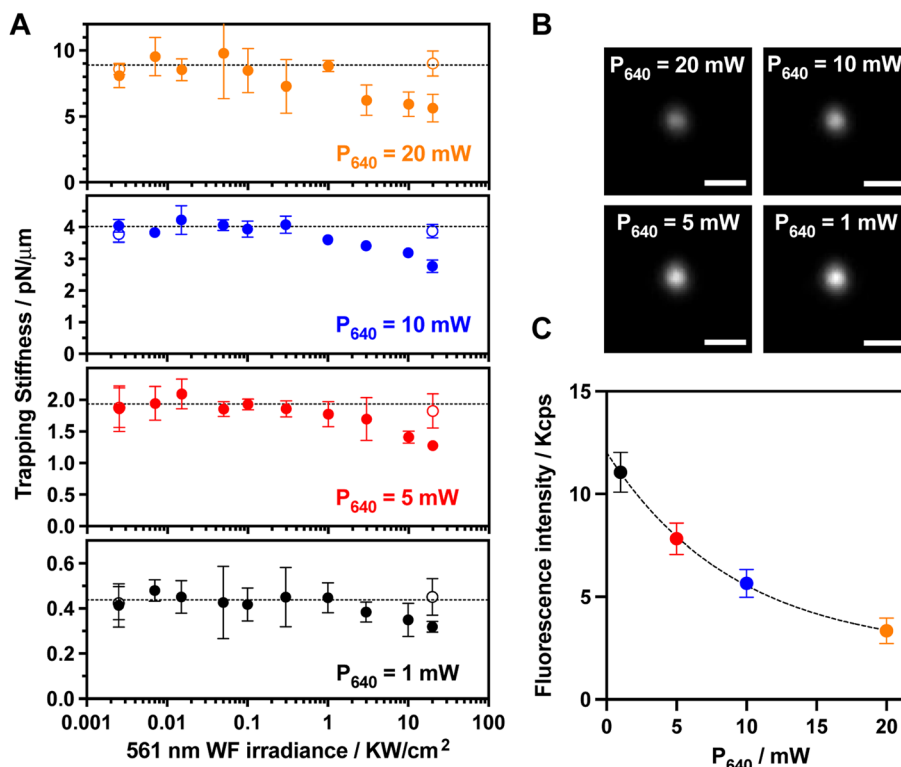 A
Trapping Stiffness / pN/μm
10
5
0
P640 = 20 mW
6
4
2
0
P640 = 10 mW
2.0
1.5
1.0
0.5
0.0
P640 = 5 mW
0.6
0.4
0.2
0.0
P640 = 1 mW
0.001 0.01 0.1 1 10 100
561 nm WF irradiance / KW/cm2
B
P640 = 20 mW
P640 = 10 mW
P640 = 5 mW
P640 = 1 mW
C
Fluorescence intensity / Kcps
15
10
5
0
0 5 10 15 20
P640 / mW